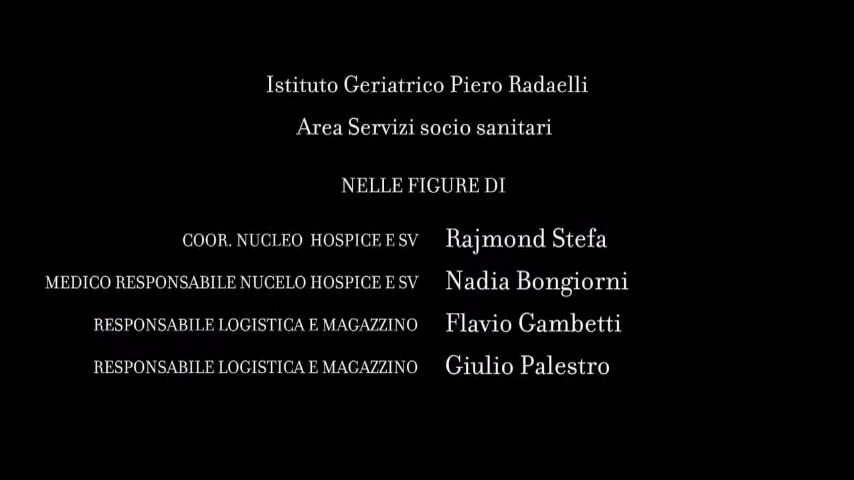 Istituto Geriatrico Piero Radaelli
Area Servizi socio sanitari
NELLE FIGURE DI
COOR. NUCLEO HOSPICE E SV Rajmond Stefa
MEDICO RESPONSABILE NUCELO HOSPICE E SV Nadia Bongiorni
RESPONSABILE LOGISTICA E MAGAZZINO Flavio Gambetti
RESPONSABILE LOGISTICA E MAGAZZINO Giulio Palestro